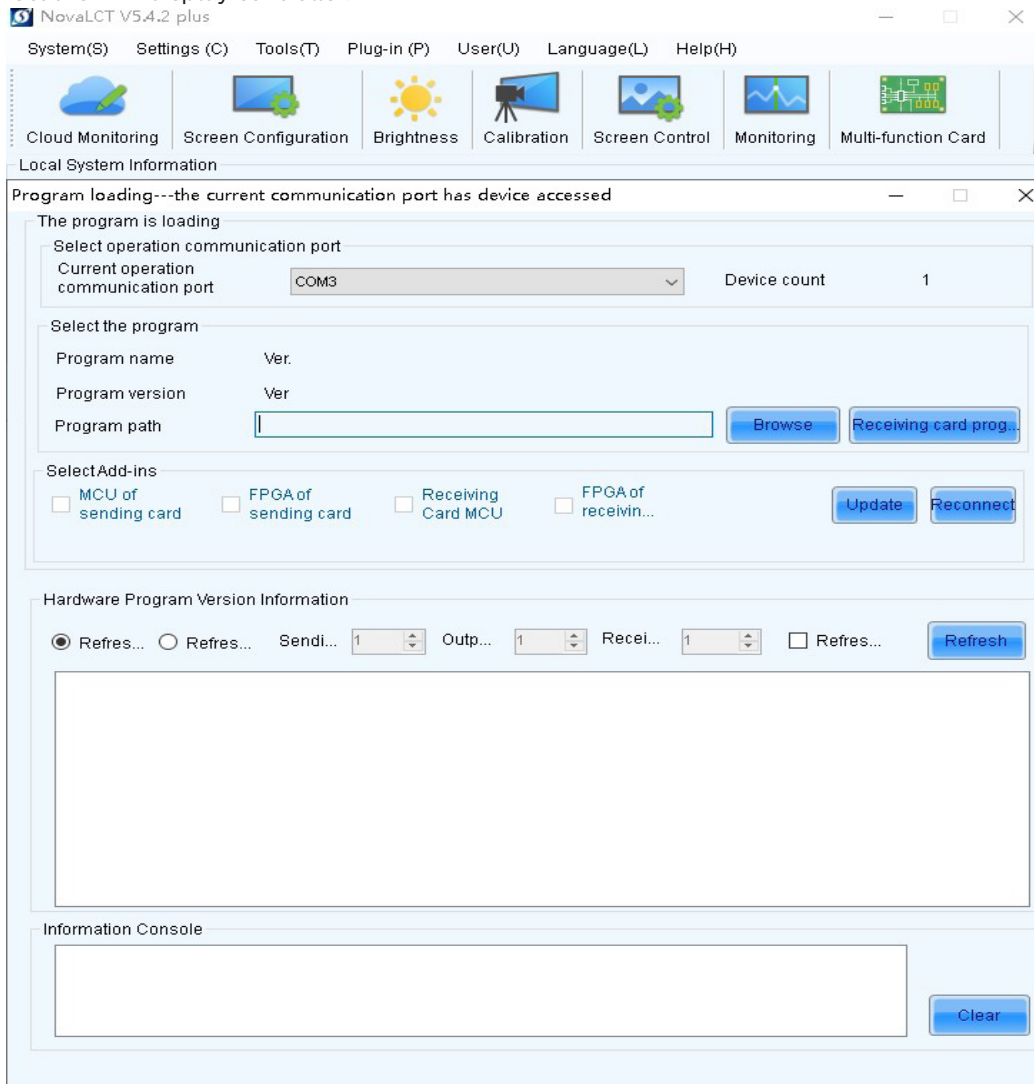 NovaLCT V5.4.2 plus
System(S) Settings (C) Tools(T) Plug-in (P) User(U) Language(L) Help(H)
Cloud Monitoring Screen Configuration Brightness Calibration Screen Control Monitoring Multi-function Card
Local System Information
Program loading---the current communication port has device accessed
The program is loading
Select operation communication port
Current operation
communication port
COM3
Device count 1
Select the program
Program name Ver.
Program version Ver
Program path
Browse Receiving card prog...
Select Add-ins
MCU of
sending card
FPGA of
sending card
Receiving
Card MCU
FPGA of
receivin...
Update Reconnect
Hardware Program Version Information
Refres... Refres... Sendi... 1 Outp... 1 Recei... 1 Refres... Refresh
Information Console
Clear